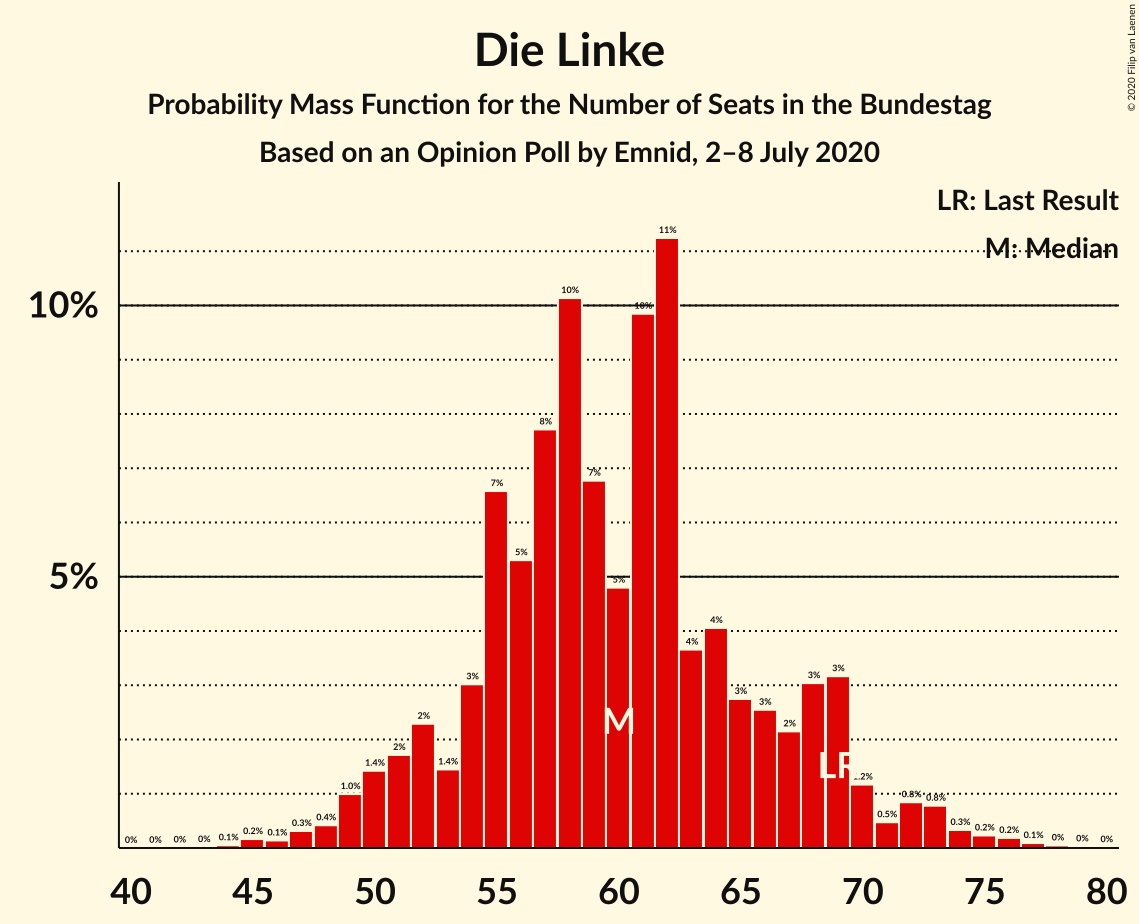 Die Linke
Probability Mass Function for the Number of Seats in the Bundestag
Based on an Opinion Poll by Emnid, 2–8 July 2020
© 2020 Filip van Laenen
LR: Last Result
M: Median
10%
5%
0% 0% 0% 0% 0.1% 0.2% 0.1% 0.3% 0.4% 1.0% 1.4% 2% 2% 1.4% 3% 7% 5% 8% 10% 7% 5% 10% 11% 4% 4% 3% 3% 2% 3% 3% 1.2% 0.5% 0.8% 0.8% 0.3% 0.2% 0.2% 0.1% 0% 0% 0%
M
LR
40 45 50 55 60 65 70 75 80